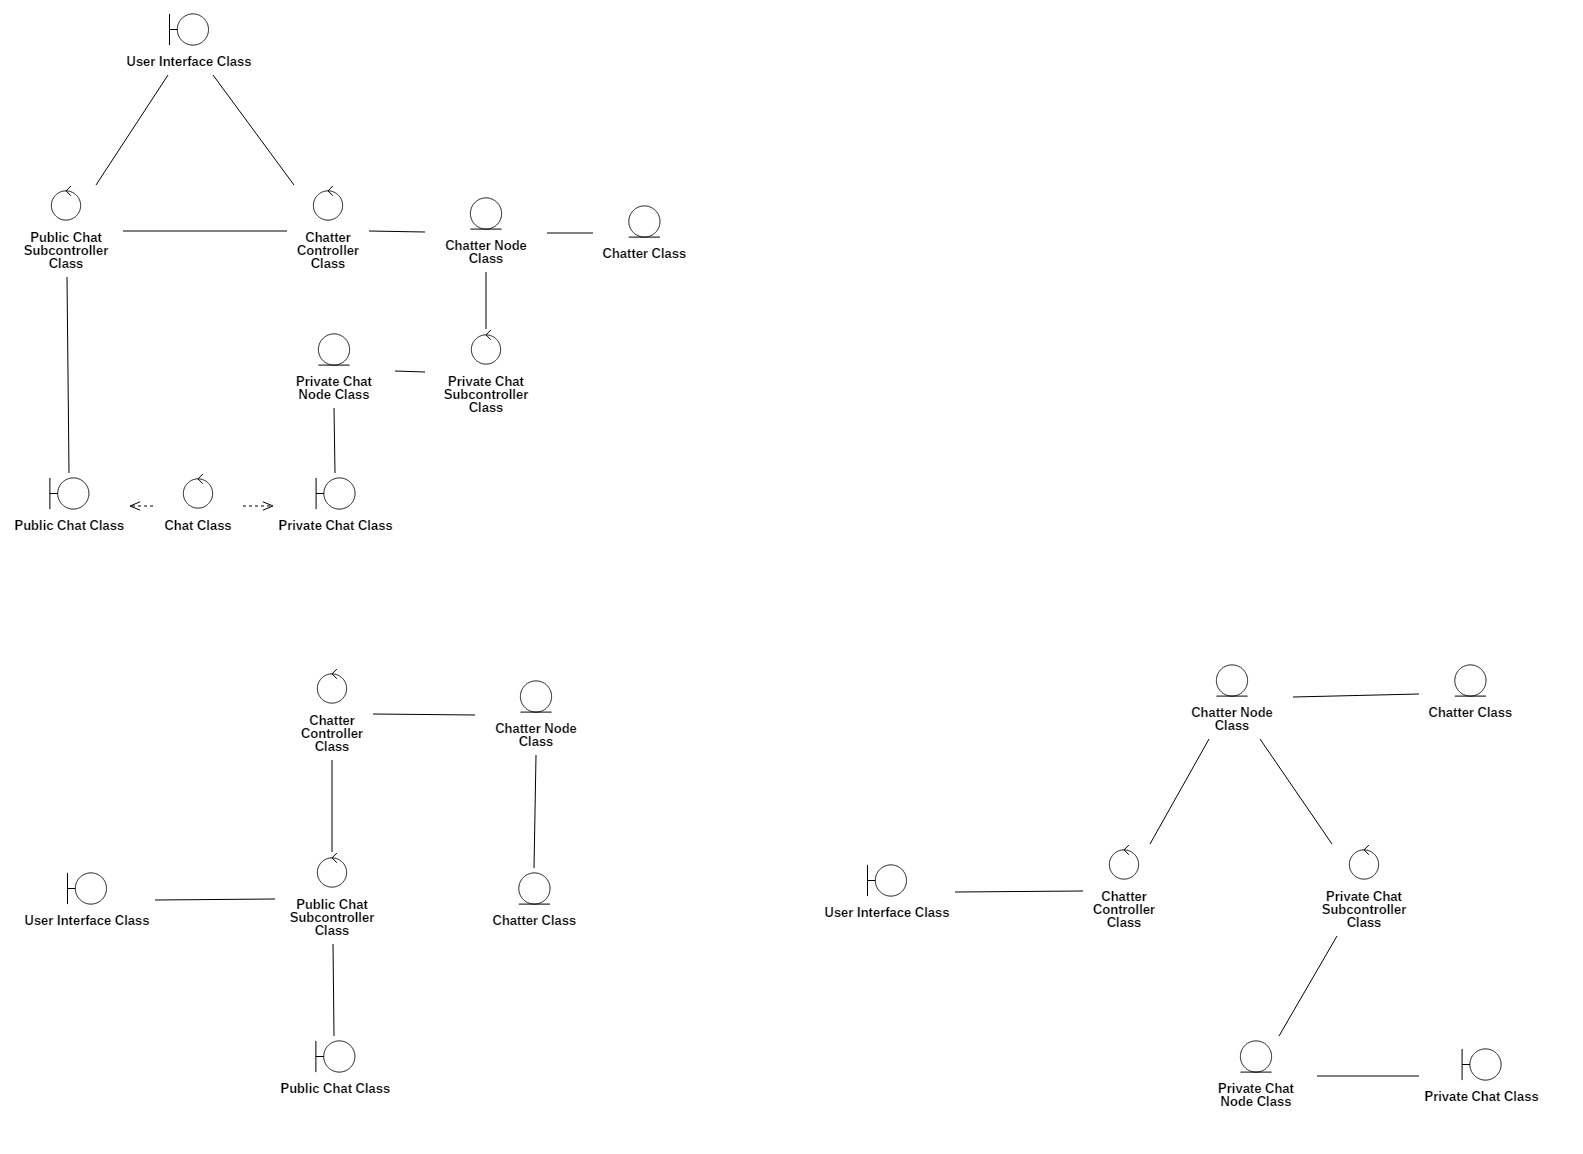 User Interface Class
Public Chat
Subcontroller
Class
Chatter
Controller
Class
Chatter Node
Class
Chatter Class
Private Chat
Node Class
Private Chat
Subcontroller
Class
Public Chat Class
Chat Class
Private Chat Class
Chatter
Controller
Class
Chatter Node
Class
User Interface Class
Public Chat
Subcontroller
Class
Chatter Class
Public Chat Class
Chatter Node
Class
Chatter Class
User Interface Class
Chatter
Controller
Class
Private Chat
Subcontroller
Class
Private Chat
Node Class
Private Chat Class